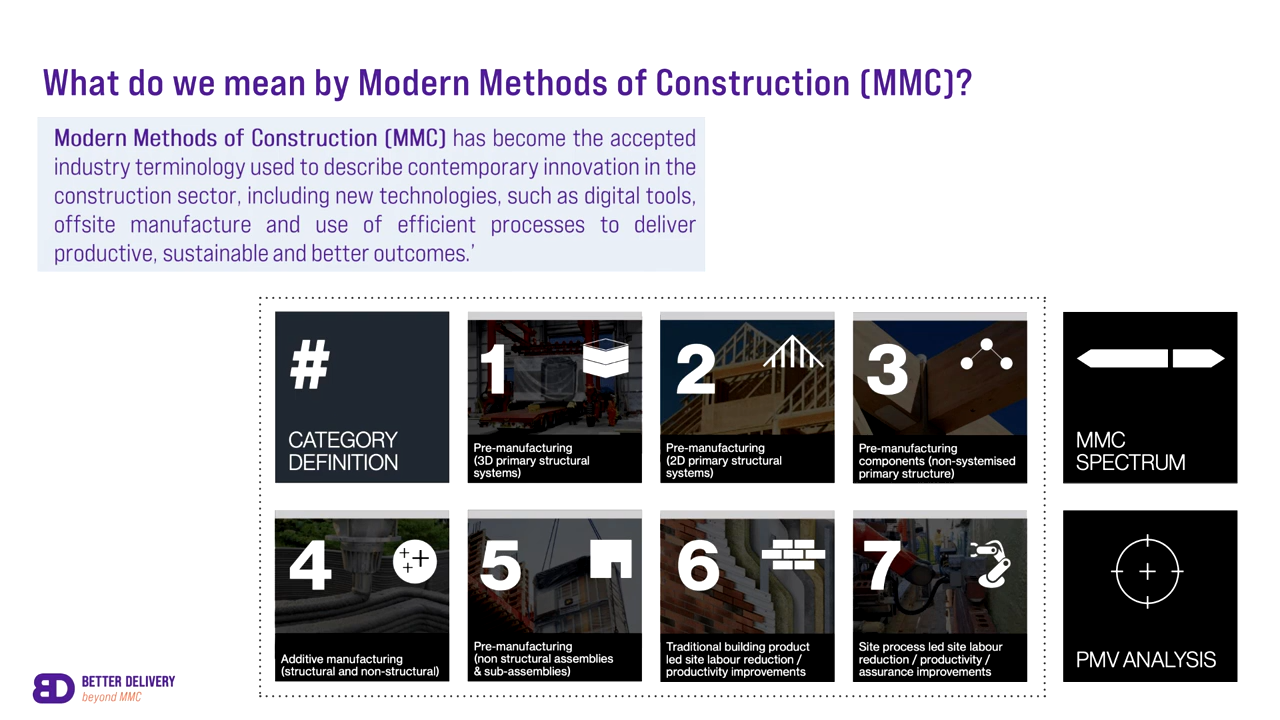 What do we mean by Modern Methods of Construction (MMC)?
Modern Methods of Construction (MMC) has become the accepted
industry terminology used to describe contemporary innovation in the
construction sector, including new technologies, such as digital tools,
offsite manufacture and use of efficient processes to deliver
productive, sustainable and better outcomes.’
#
CATEGORY
DEFINITION
1
Pre-manufacturing
(3D primary structural
systems)
2
Pre-manufacturing
(2D primary structural
systems)
3
Pre-manufacturing
components (non-systemised
primary structure)
MMC
SPECTRUM
4
Additive manufacturing
(structural and non-structural)
5
Pre-manufacturing
(non structural assemblies
& sub-assemblies)
6
Traditional building product
led site labour reduction /
productivity improvements
7
Site process led site labour
reduction / productivity /
assurance improvements
PMV ANALYSIS
BD
BETTER DELIVERY
beyond MMC